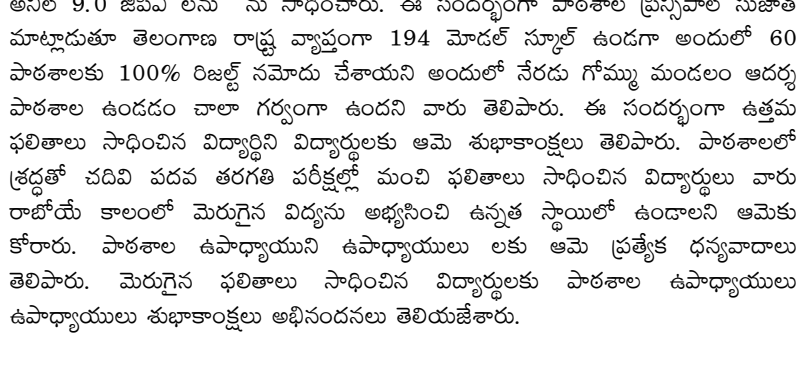 అనిల్ 9.0 జిపిఎ లను ను సాధించారు. ఈ సందర్భంగా పాఠశాల ప్రిన్సిపాల్ సుజాత
మాట్లాడుతూ తెలంగాణ రాష్ట్ర వ్యాప్తంగా 194 మోడల్ స్కూల్ ఉండగా అందులో 60
పాఠశాలకు 100% రిజల్ట్ నమోదు చేశాయని అందులో నేరడు గోమ్ము మండలం ఆదర్శ
పాఠశాల ఉండడం చాలా గర్వంగా ఉందని వారు తెలిపారు. ఈ సందర్భంగా ఉత్తమ
ఫలితాలు సాధించిన విద్యార్థిని విద్యార్థులకు ఆమె శుభాకాంక్షలు తెలిపారు. పాఠశాలలో
శ్రద్ధతో చదివి పదవ తరగతి పరీక్షల్లో మంచి ఫలితాలు సాధించిన విద్యార్థులు వారు
రాబోయే కాలంలో మెరుగైన విద్యను అభ్యసించి ఉన్నత స్థాయిలో ఉండాలని ఆమెకు
కోరారు. పాఠశాల ఉపాధ్యాయుని ఉపాధ్యాయులు లకు ఆమె ప్రత్యేక ధన్యవాదాలు
తెలిపారు. మెరుగైన ఫలితాలు సాధించిన విద్యార్థులకు పాఠశాల ఉపాధ్యాయులు
ఉపాధ్యాయులు శుభాకాంక్షలు అభినందనలు తెలియజేశారు.